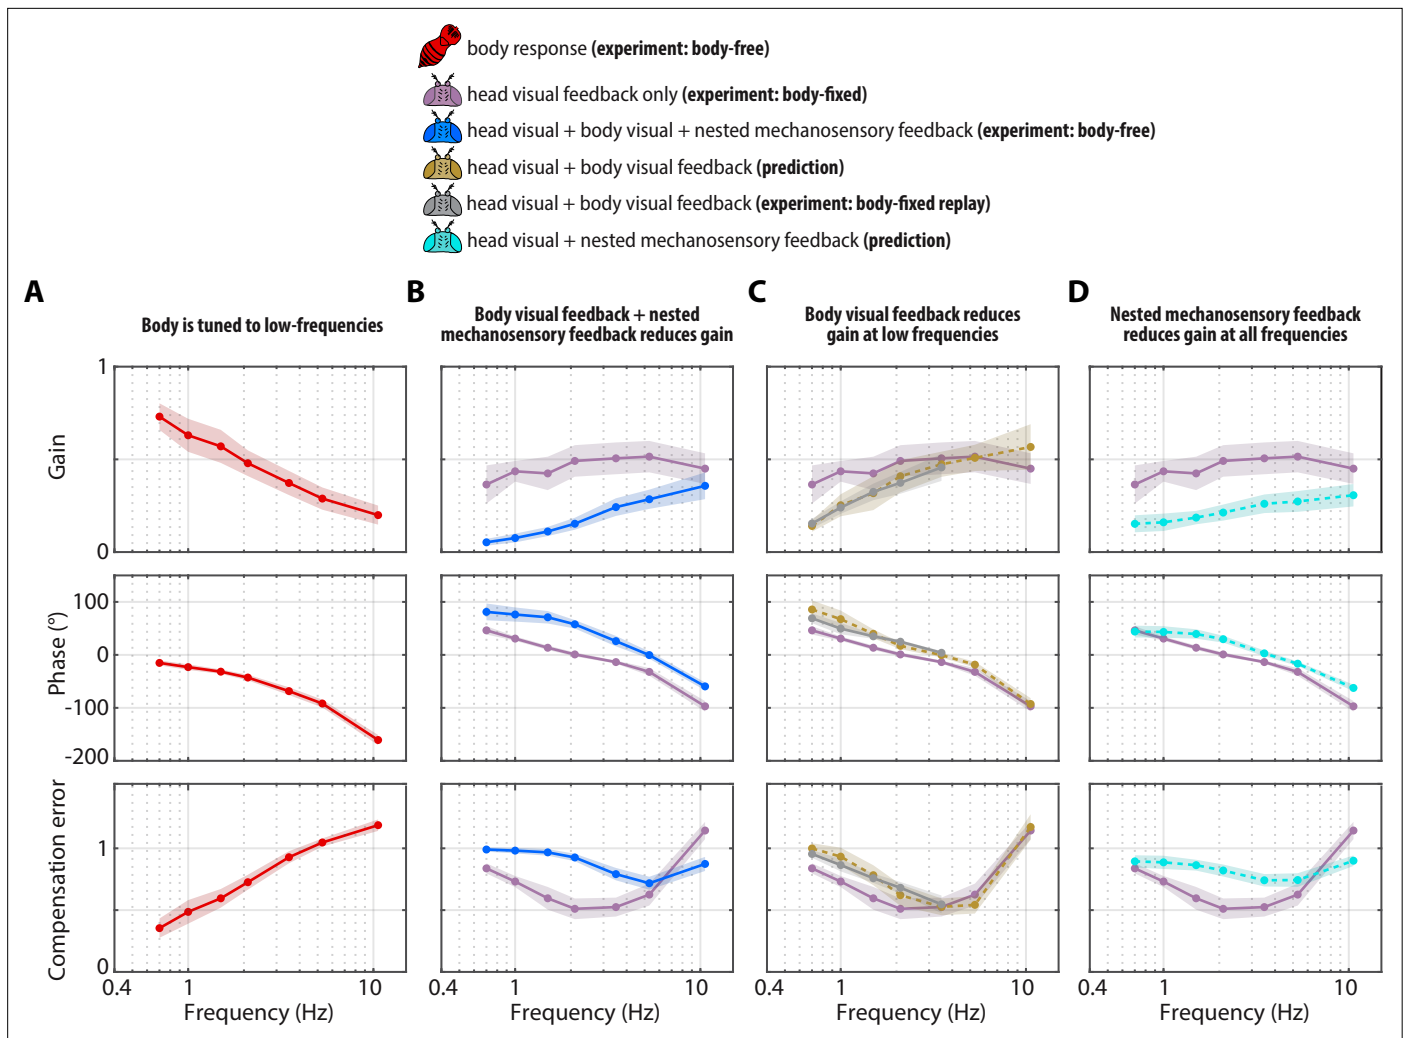 body response (experiment: body-free)
head visual feedback only (experiment: body-fixed)
head visual + body visual + nested mechanosensory feedback (experiment: body-free)
head visual + body visual feedback (prediction)
head visual + body visual feedback (experiment: body-fixed replay)
head visual + nested mechanosensory feedback (prediction)
A
Body is tuned to low-frequencies
B
Body visual feedback + nested
mechanosensory feedback reduces gain
C
Body visual feedback reduces
gain at low frequencies
D
Nested mechanosensory feedback
reduces gain at all frequencies
1
Gain
0
100
0
Phase (°)
-100
-200
1
Compensation error
0
0.4 1 10
0.4 1 10
0.4 1 10
0.4 1 10
Frequency (Hz)
Frequency (Hz)
Frequency (Hz)
Frequency (Hz)